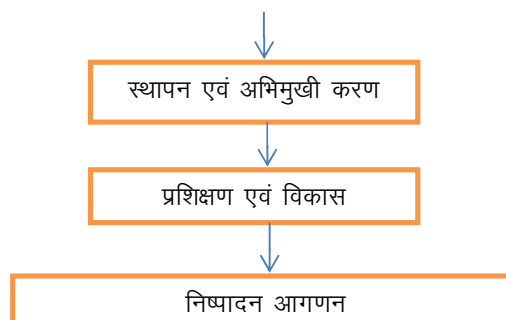 स्थापन एवं अभिमुखी करण
प्रशिक्षण एवं विकास
निष्पादन आगणन